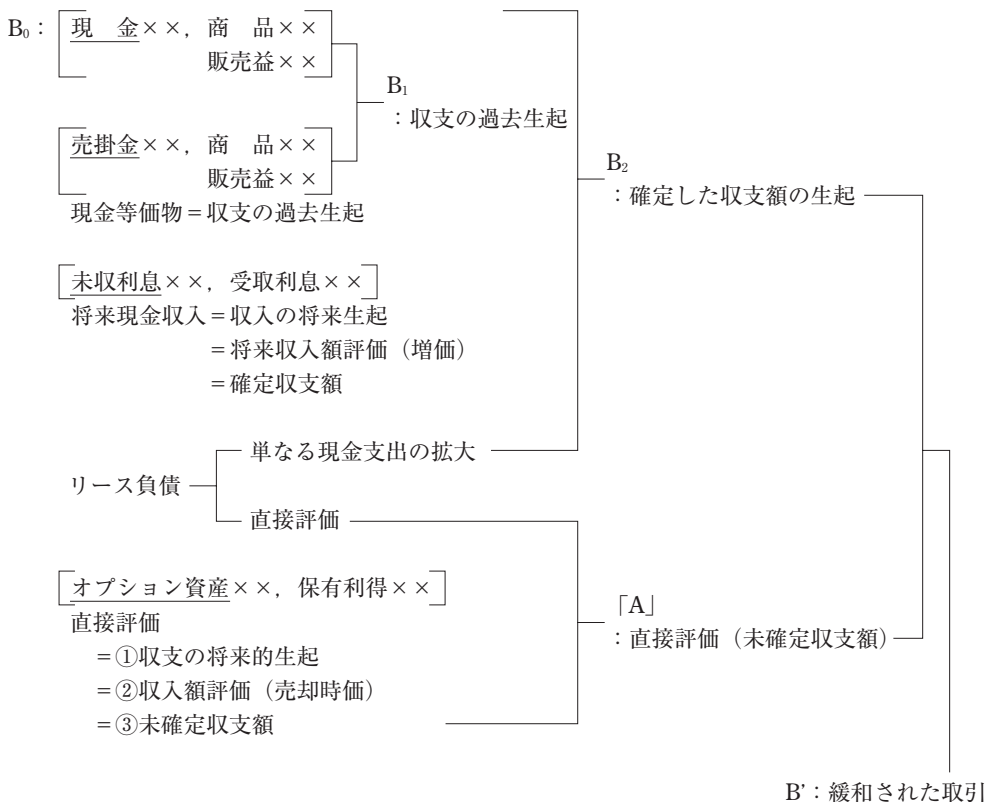 B₀：現　金××，商　品××
販売益××
B₁
：収支の過去生起
売掛金××，商　品××
販売益××
現金等価物＝収支の過去生起
B₂
：確定した収支額の生起
未収利息××，受取利息××
将来現金収入＝収入の将来生起
＝将来収入額評価（増価）
＝確定収支額
単なる現金支出の拡大
リース負債
直接評価
オプション資産××，保有利得××
直接評価
＝①収支の将来的生起
＝②収入額評価（売却時価）
＝③未確定収支額
「A」
：直接評価（未確定収支額）
B’：緩和された取引